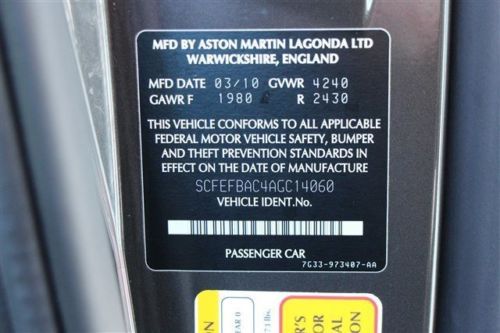 MFD BY ASTON MARTIN LAGONDA LTD
WARWICKSHIRE, ENGLAND
MFD DATE 03/10 GVWR 4240
GAWR F 1980 R 2430
THIS VEHICLE CONFORMS TO ALL APPLICABLE
FEDERAL MOTOR VEHICLE SAFETY, BUMPER
AND THEFT PREVENTION STANDARDS IN
EFFECT ON THE DATE OF MANUFACTURE
SCFEFBAC4AGC14060
VEHICLE IDENT.NO.
PASSENGER CAR
7G33-973407-AA